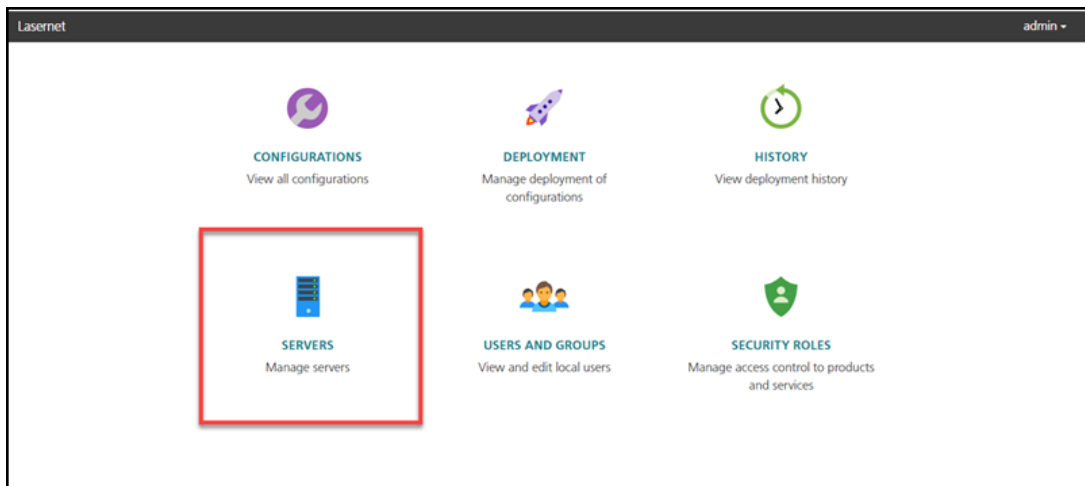 Lasernet admin
CONFIGURATIONS DEPLOYMENT HISTORY
View all configurations Manage deployment of View deployment history
configurations
SERVERS USERS AND GROUPS SECURITY ROLES
Manage servers View and edit local users Manage access control to products
and services